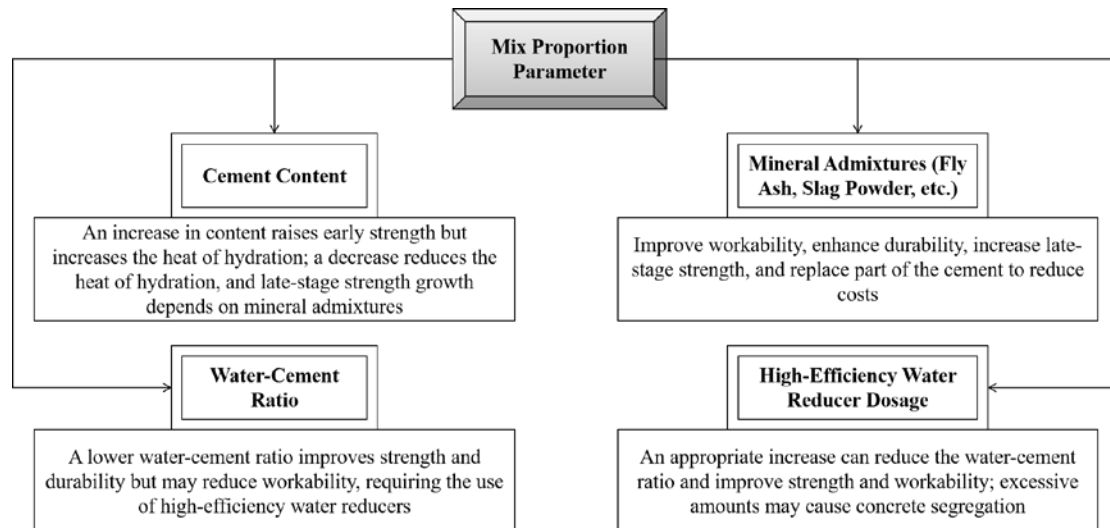 Mix Proportion
Parameter
Cement Content
An increase in content raises early strength but
increases the heat of hydration; a decrease reduces the
heat of hydration, and late-stage strength growth
depends on mineral admixtures
Mineral Admixtures (Fly
Ash, Slag Powder, etc.)
Improve workability, enhance durability, increase late-
stage strength, and replace part of the cement to reduce
costs
Water-Cement
Ratio
A lower water-cement ratio improves strength and
durability but may reduce workability, requiring the use
of high-efficiency water reducers
High-Efficiency Water
Reducer Dosage
An appropriate increase can reduce the water-cement
ratio and improve strength and workability; excessive
amounts may cause concrete segregation